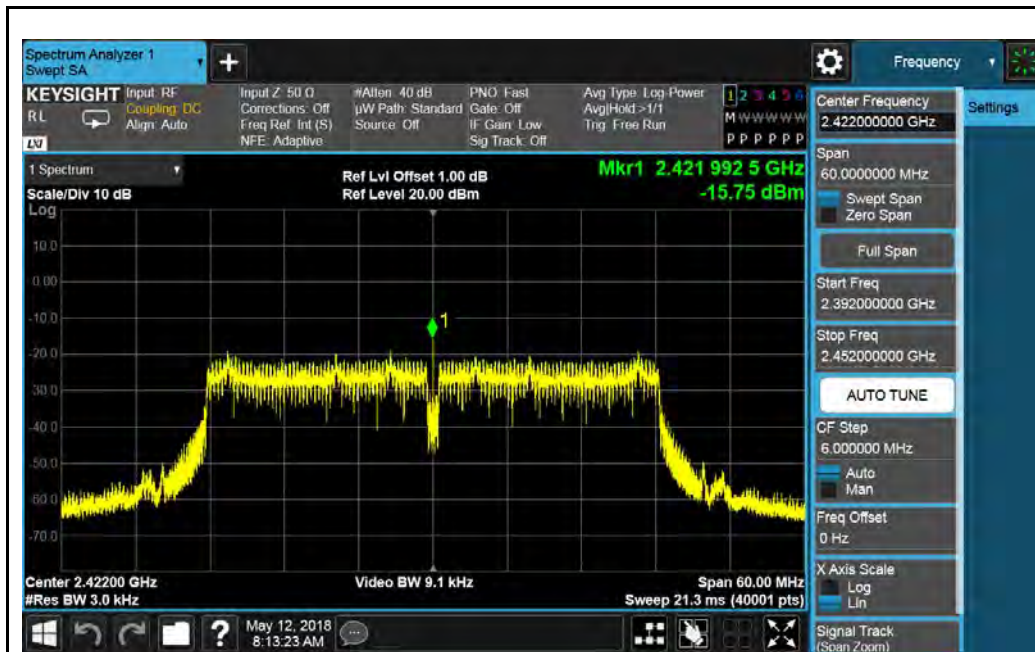 Spectrum Analyzer 1
Swept SA
+
Frequency
KEYSIGHT
RL
LXI
Input: RF
Coupling: DC
Align: Auto
Input Z: 50 Ω
Corrections: Off
Freq Ref: Int (S)
NFE: Adaptive
#Atten: 40 dB
µW Path: Standard
Source: Off
PNO: Fast
Gate: Off
IF Gain: Low
Sig Track: Off
Avg Type: Log-Power
Avg|Hold:>1/1
Trig: Free Run
1 2 3 4 5 6
M W W W W W
P P P P P P
1 Spectrum
Scale/Div 10 dB
Log
Ref Lvl Offset 1.00 dB
Ref Level 20.00 dBm
Mkr1 2.421 992 5 GHz
-15.75 dBm
10.0
0.00
-10.0
-20.0
-30.0
-40.0
-50.0
-60.0
-70.0
1
Center 2.42200 GHz
#Res BW 3.0 kHz
Video BW 9.1 kHz
Span 60.00 MHz
Sweep 21.3 ms (40001 pts)
Center Frequency
2.422000000 GHz
Settings
Span
60.0000000 MHz
Swept Span
Zero Span
Full Span
Start Freq
2.392000000 GHz
Stop Freq
2.452000000 GHz
AUTO TUNE
CF Step
6.000000 MHz
Auto
Man
Freq Offset
0 Hz
X Axis Scale
Log
Lin
Signal Track
(Span Zoom)
?
May 12, 2018
8:13:23 AM